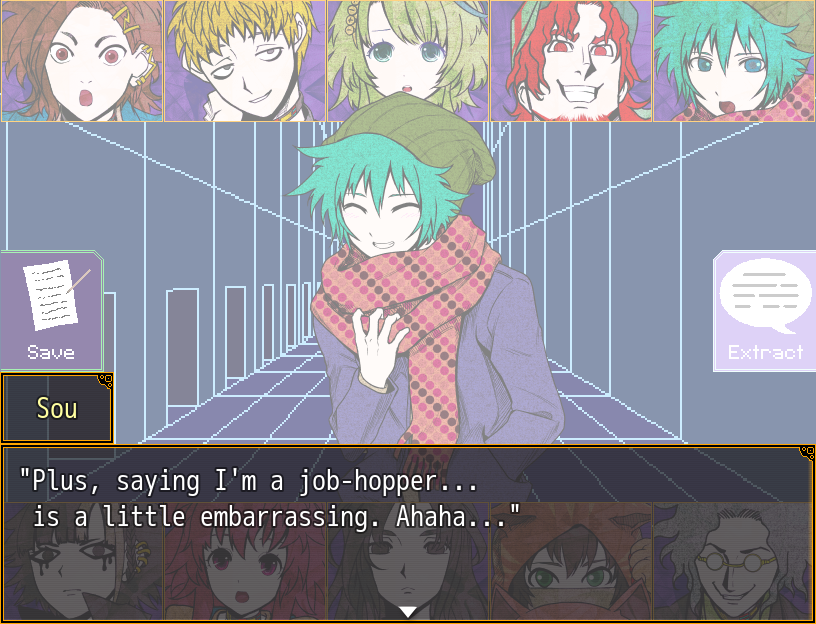 Save
Extract
Sou
"Plus, saying I'm a job-hopper...
is a little embarrassing. Ahaha..."